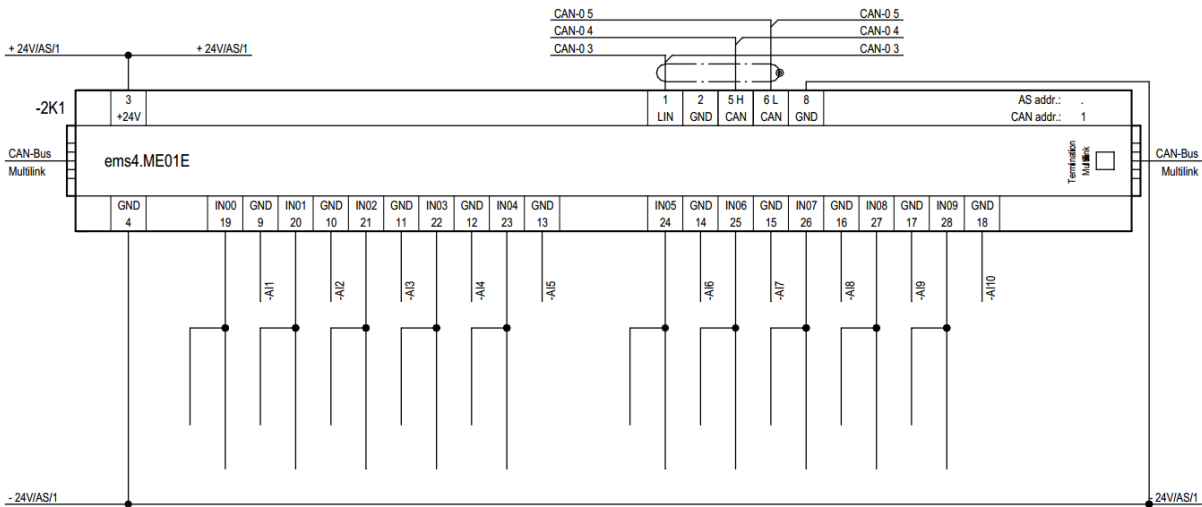 CAN-0 5 CAN-0 5
CAN-0 4 CAN-0 4
+ 24V/AS/1 + 24V/AS/1 CAN-0 3 CAN-0 3
-2K1
3 1 2 5 H 6 L 8 AS addr.: .
+24V LIN GND CAN CAN GND CAN addr.: 1
CAN-Bus ems4.ME01E Termination CAN-Bus
Multilink Multilink Multilink
GND IN00 GND IN01 GND IN02 GND IN03 GND IN04 GND IN05 GND IN06 GND IN07 GND IN08 GND IN09 GND
4 19 9 20 10 21 11 22 12 23 13 24 14 25 15 26 16 27 17 28 18
-AI1 -AI2 -AI3 -AI4 -AI5 -AI6 -AI7 -AI8 -AI9 -AI10
- 24V/AS/1 - 24V/AS/1